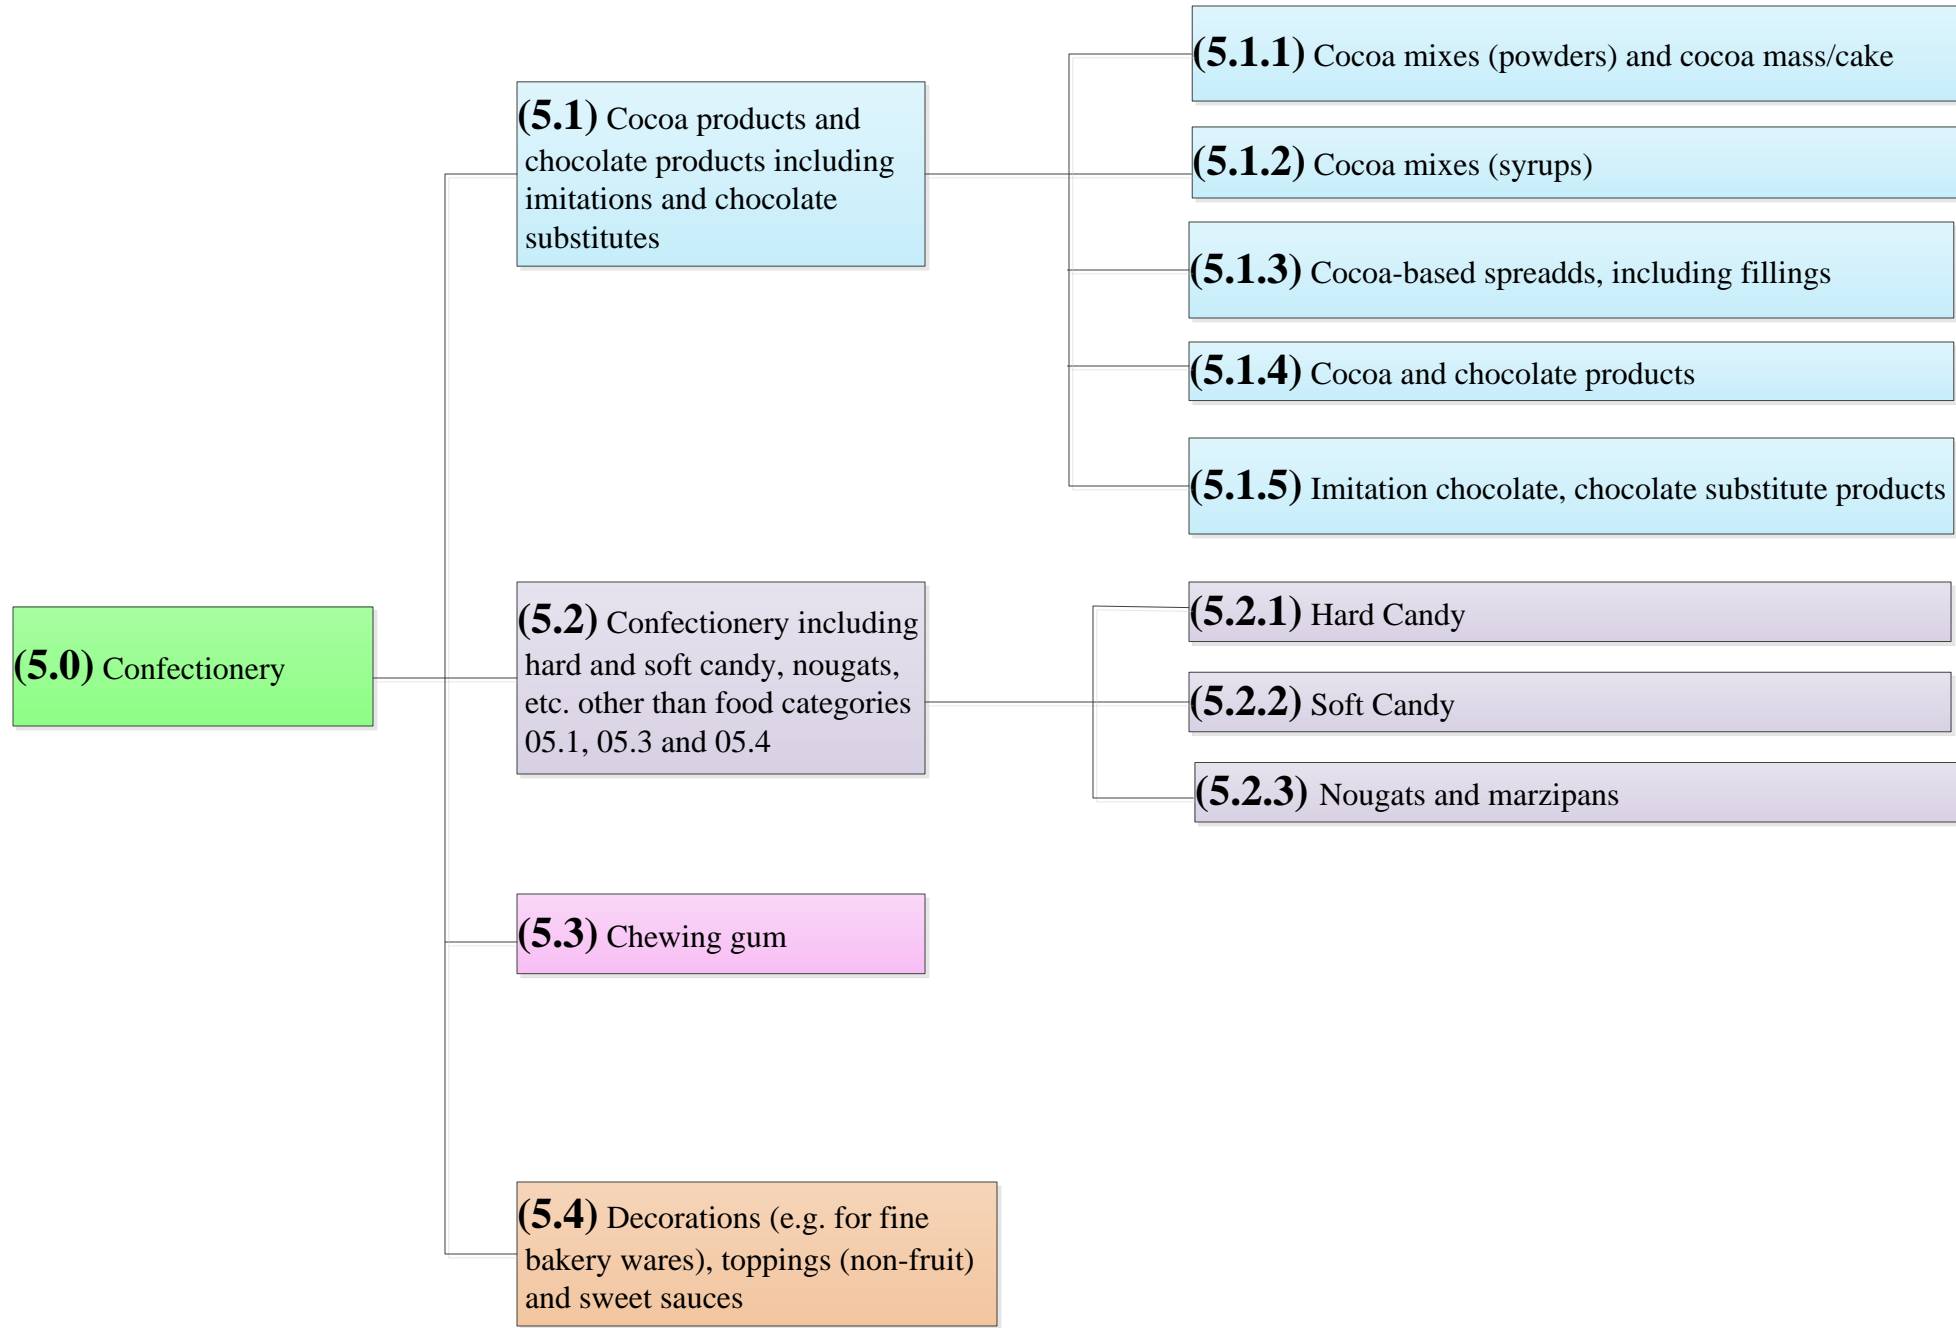 (5.0) Confectionery
(5.1) Cocoa products and
chocolate products including
imitations and chocolate
substitutes
(5.1.1) Cocoa mixes (powders) and cocoa mass/cake
(5.1.2) Cocoa mixes (syrups)
(5.1.3) Cocoa-based spreadds, including fillings
(5.1.4) Cocoa and chocolate products
(5.1.5) Imitation chocolate, chocolate substitute products
(5.2) Confectionery including
hard and soft candy, nougats,
etc. other than food categories
05.1, 05.3 and 05.4
(5.2.1) Hard Candy
(5.2.2) Soft Candy
(5.2.3) Nougats and marzipans
(5.3) Chewing gum
(5.4) Decorations (e.g. for fine
bakery wares), toppings (non-fruit)
and sweet sauces